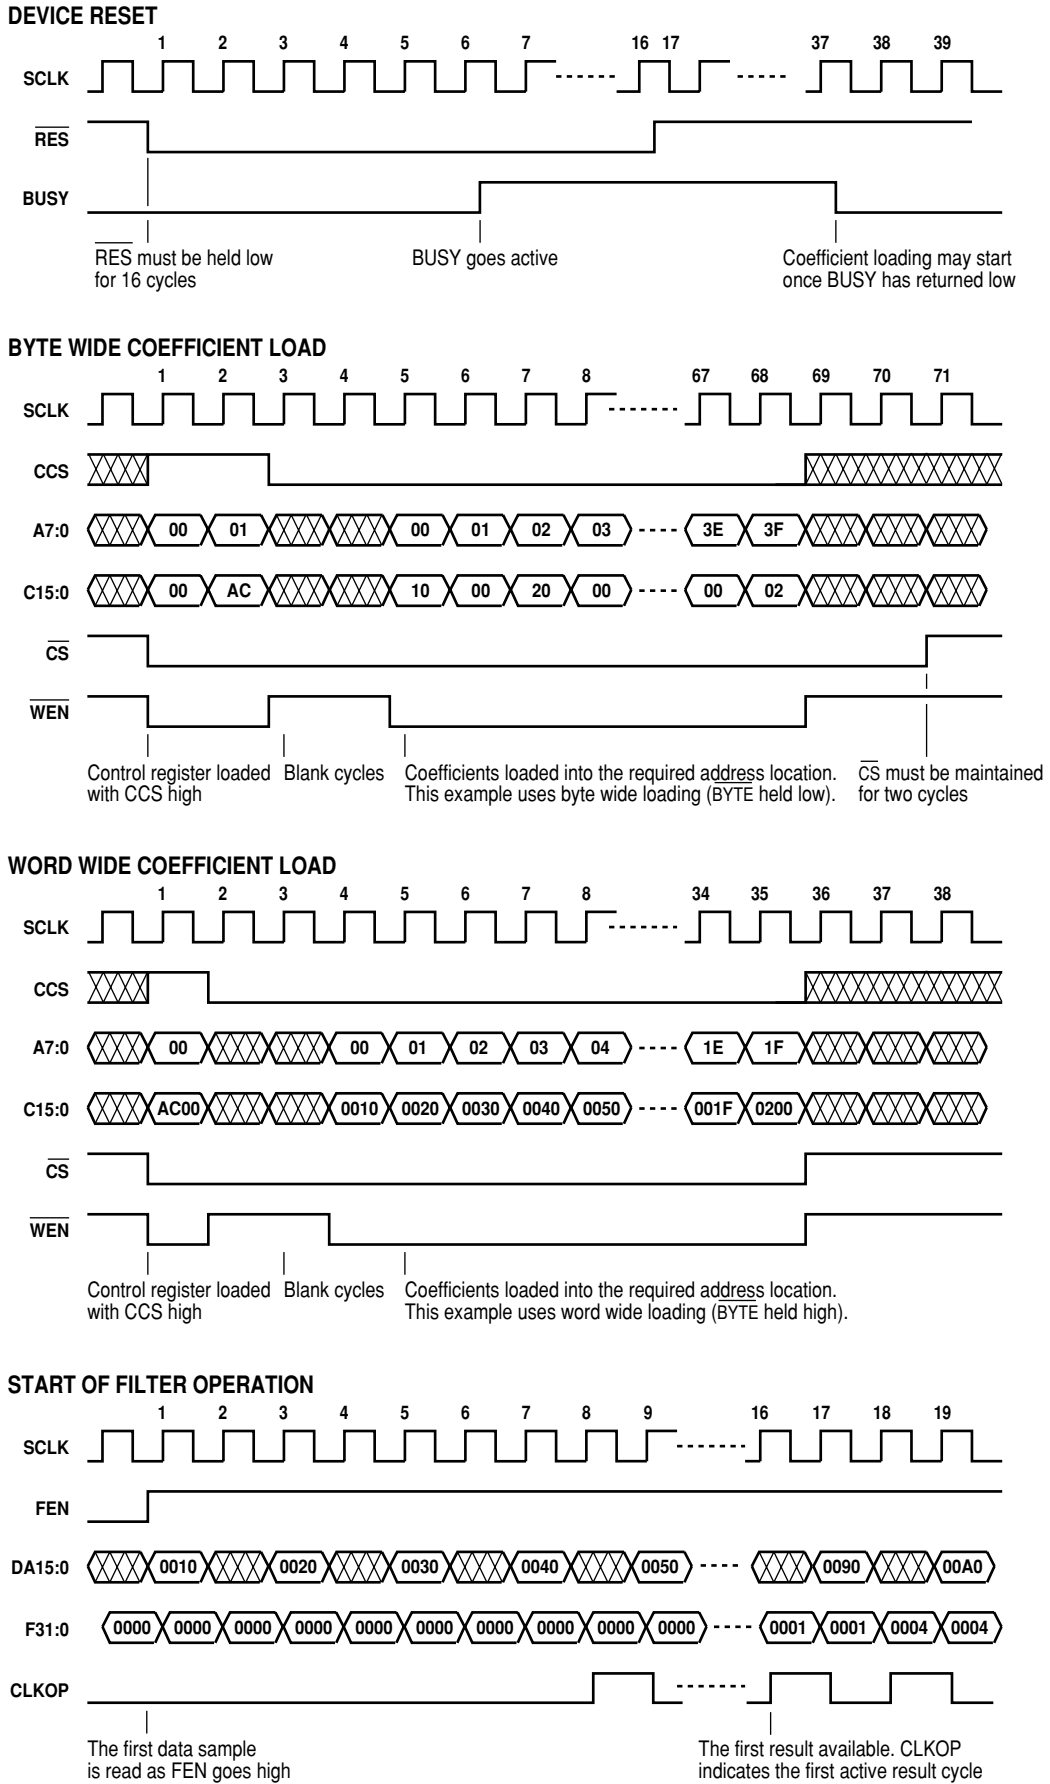 DEVICE RESET
1 2 3 4 5 6 7 16 17 37 38 39
SCLK
RES
BUSY
RES must be held low
for 16 cycles
BUSY goes active
Coefficient loading may start
once BUSY has returned low
BYTE WIDE COEFFICIENT LOAD
1 2 3 4 5 6 7 8 67 68 69 70 71
SCLK
CCS
A7:0 00 01 00 01 02 03 3E 3F
C15:0 00 AC 10 00 20 00 00 02
CS
WEN
Control register loaded
with CCS high
Blank cycles
Coefficients loaded into the required address location.
This example uses byte wide loading (BYTE held low).
CS must be maintained
for two cycles
WORD WIDE COEFFICIENT LOAD
1 2 3 4 5 6 7 8 34 35 36 37 38
SCLK
CCS
A7:0 00 00 01 02 03 04 1E 1F
C15:0 AC00 0010 0020 0030 0040 0050 001F 0200
CS
WEN
Control register loaded
with CCS high
Blank cycles
Coefficients loaded into the required address location.
This example uses word wide loading (BYTE held high).
START OF FILTER OPERATION
1 2 3 4 5 6 7 8 9 16 17 18 19
SCLK
FEN
DA15:0 0010 0020 0030 0040 0050 0090 00A0
F31:0 0000 0000 0000 0000 0000 0000 0000 0000 0000 0000 0001 0001 0004 0004
CLKOP
The first data sample
is read as FEN goes high
The first result available. CLKOP
indicates the first active result cycle